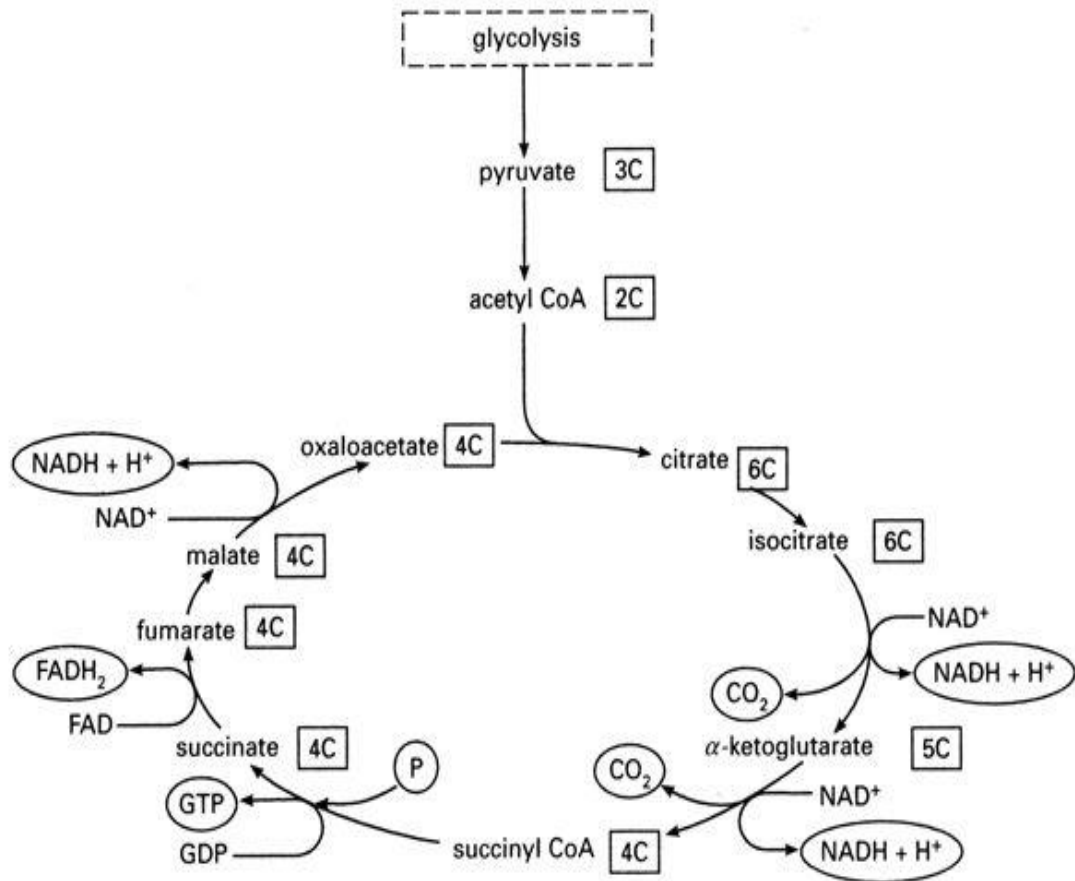 glycolysis
pyruvate 3C
acetyl CoA 2C
oxaloacetate 4C
citrate 6C
NADH + H⁺
NAD⁺
malate 4C
isocitrate 6C
fumarate 4C
NAD⁺
FADH₂
NADH + H⁺
CO₂
FAD
succinate 4C
α-ketoglutarate 5C
P
CO₂
GTP
NAD⁺
GDP
succinyl CoA 4C
NADH + H⁺